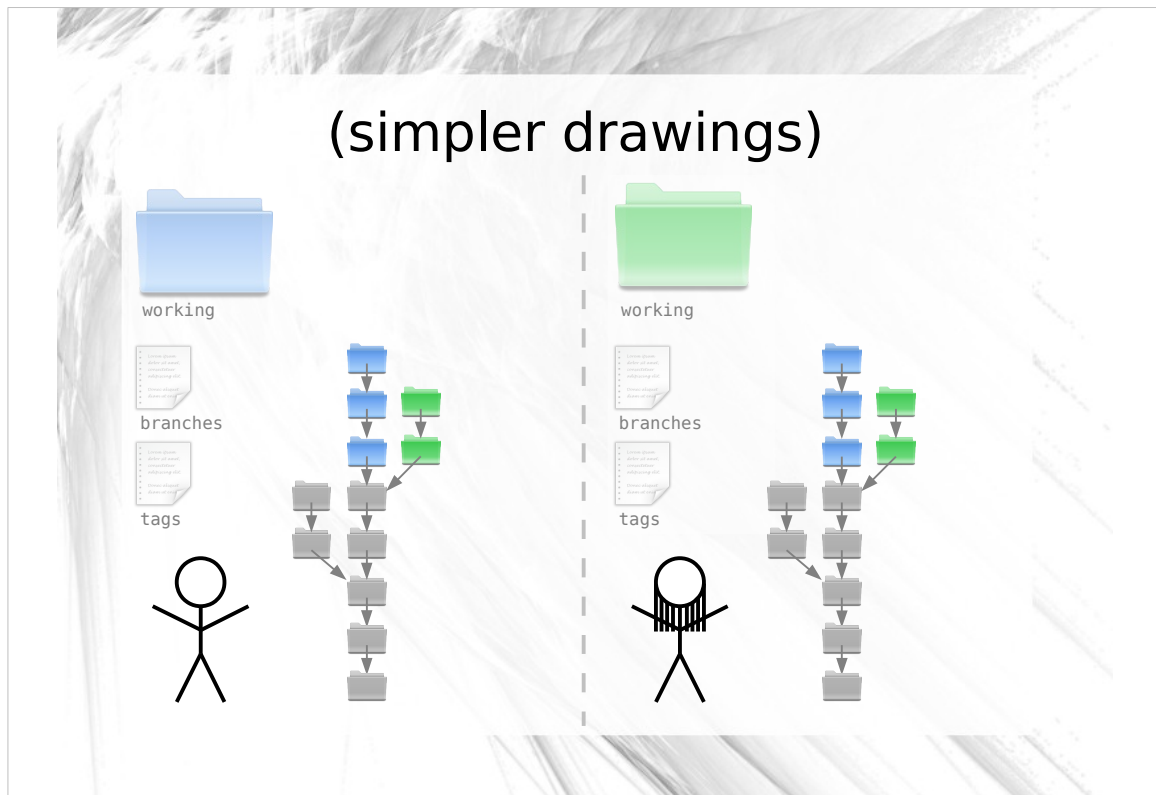 (simpler drawings)
working
working
branches
branches
tags
tags